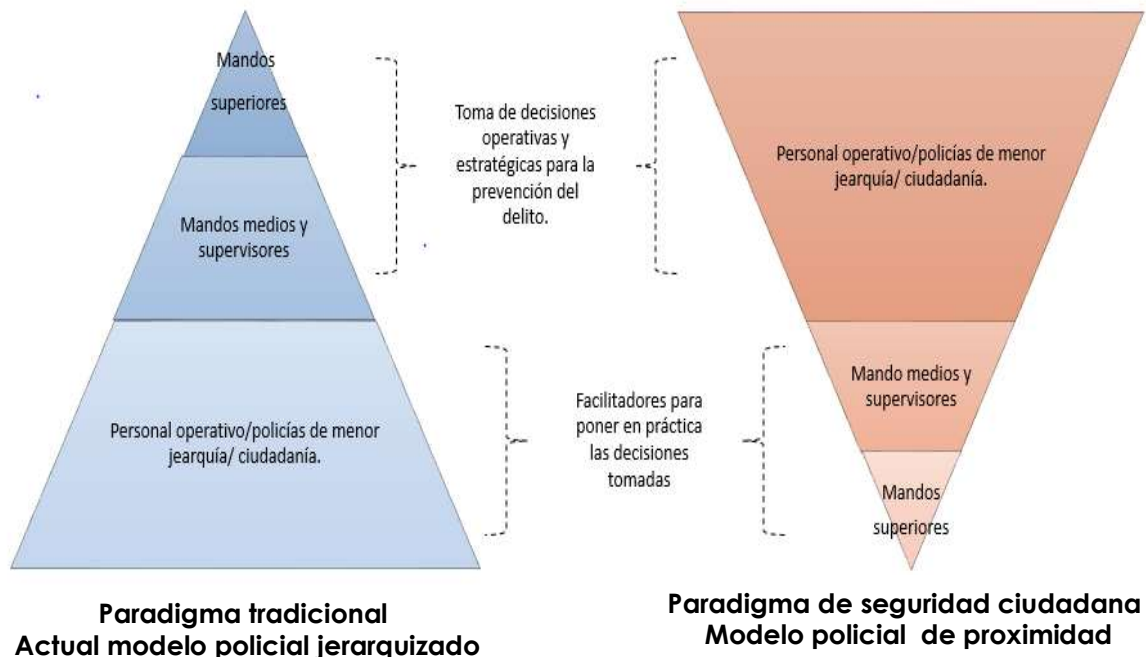 Mandos
superiores
Mandos medios y
supervisores
Personal operativo/policías de menor
jearquía/ ciudadanía.
Paradigma tradicional
Actual modelo policial jerarquizado
Toma de decisiones
operativas y
estratégicas para la
prevención del
delito.
Facilitadores para
poner en práctica
las decisiones
tomadas
Personal operativo/policías de menor
jearquía/ ciudadanía.
Mando medios y
supervisores
Mandos
superiores
Paradigma de seguridad ciudadana
Modelo policial de proximidad